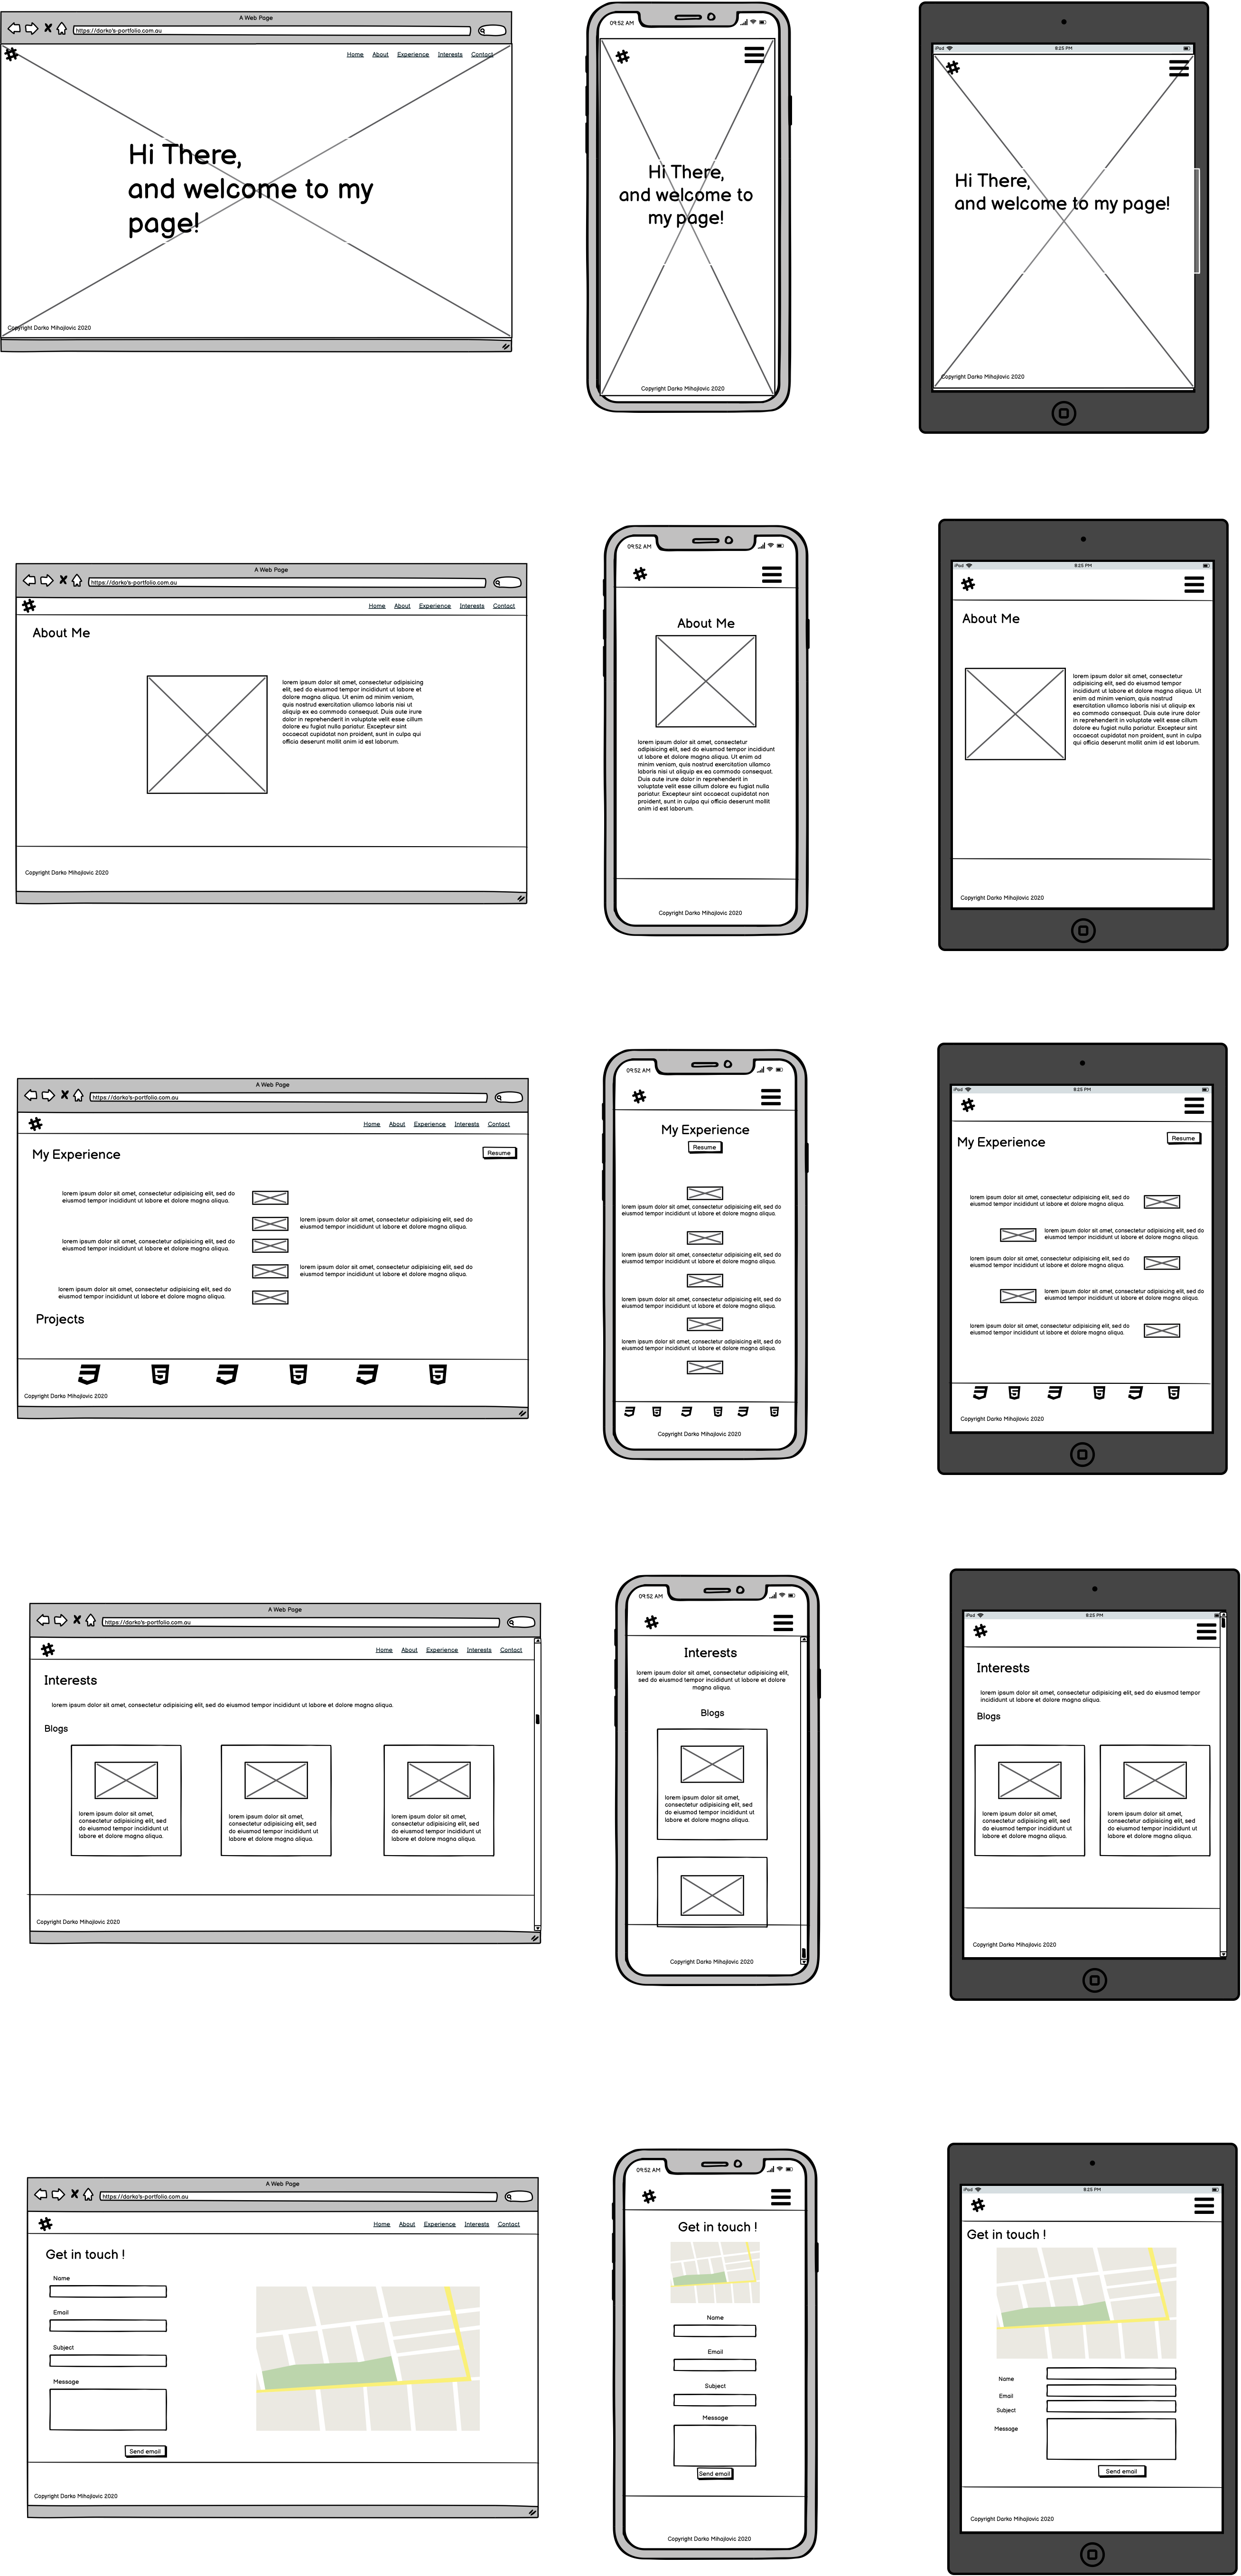 A Web Page
https://darko's-portfolio.com.au
Home About Experience Interests Contact
Hi There,
and welcome to my
page!
Copyright Darko Mihajlovic 2020
09:52 AM
Hi There,
and welcome to
my page!
Copyright Darko Mihajlovic 2020
iPad 8:25 PM
Hi There,
and welcome to my page!
Copyright Darko Mihajlovic 2020
A Web Page
https://darko's-portfolio.com.au
Home About Experience Interests Contact
About Me
lorem ipsum dolor sit amet, consectetur adipisicing
elit, sed do eiusmod tempor incididunt ut labore et
dolore magna aliqua. Ut enim ad minim veniam,
quis nostrud exercitation ullamco laboris nisi ut
aliquip ex ea commodo consequat. Duis aute irure
dolor in reprehenderit in voluptate velit esse cillum
dolore eu fugiat nulla pariatur. Excepteur sint
occaecat cupidatat non proident, sunt in culpa qui
officia deserunt mollit anim id est laborum.
Copyright Darko Mihajlovic 2020
09:52 AM
About Me
lorem ipsum dolor sit amet, consectetur
adipisicing elit, sed do eiusmod tempor incididunt
ut labore et dolore magna aliqua. Ut enim ad
minim veniam, quis nostrud exercitation ullamco
laboris nisi ut aliquip ex ea commodo consequat.
Duis aute irure dolor in reprehenderit in
voluptate velit esse cillum dolore eu fugiat nulla
pariatur. Excepteur sint occaecat cupidatat non
proident, sunt in culpa qui officia deserunt mollit
anim id est laborum.
Copyright Darko Mihajlovic 2020
iPad 8:25 PM
About Me
lorem ipsum dolor sit amet, consectetur
adipisicing elit, sed do eiusmod tempor
incididunt ut labore et dolore magna aliqua. Ut
enim ad minim veniam, quis nostrud
exercitation ullamco laboris nisi ut aliquip ex
ea commodo consequat. Duis aute irure dolor
in reprehenderit in voluptate velit esse cillum
dolore eu fugiat nulla pariatur. Excepteur sint
occaecat cupidatat non proident, sunt in culpa
qui officia deserunt mollit anim id est laborum.
Copyright Darko Mihajlovic 2020
A Web Page
https://darko's-portfolio.com.au
Home About Experience Interests Contact
My Experience
Resume
lorem ipsum dolor sit amet, consectetur adipisicing elit, sed do
eiusmod tempor incididunt ut labore et dolore magna aliqua.
lorem ipsum dolor sit amet, consectetur adipisicing elit, sed do
eiusmod tempor incididunt ut labore et dolore magna aliqua.
lorem ipsum dolor sit amet, consectetur adipisicing elit, sed do
eiusmod tempor incididunt ut labore et dolore magna aliqua.
lorem ipsum dolor sit amet, consectetur adipisicing elit, sed do
eiusmod tempor incididunt ut labore et dolore magna aliqua.
lorem ipsum dolor sit amet, consectetur adipisicing elit, sed do
eiusmod tempor incididunt ut labore et dolore magna aliqua.
Projects
Copyright Darko Mihajlovic 2020
09:52 AM
My Experience
Resume
lorem ipsum dolor sit amet, consectetur adipisicing elit, sed do
eiusmod tempor incididunt ut labore et dolore magna aliqua.
lorem ipsum dolor sit amet, consectetur adipisicing elit, sed do
eiusmod tempor incididunt ut labore et dolore magna aliqua.
lorem ipsum dolor sit amet, consectetur adipisicing elit, sed do
eiusmod tempor incididunt ut labore et dolore magna aliqua.
lorem ipsum dolor sit amet, consectetur adipisicing elit, sed do
eiusmod tempor incididunt ut labore et dolore magna aliqua.
Copyright Darko Mihajlovic 2020
iPad 8:25 PM
My Experience
Resume
lorem ipsum dolor sit amet, consectetur adipisicing elit, sed do
eiusmod tempor incididunt ut labore et dolore magna aliqua.
lorem ipsum dolor sit amet, consectetur adipisicing elit, sed do
eiusmod tempor incididunt ut labore et dolore magna aliqua.
lorem ipsum dolor sit amet, consectetur adipisicing elit, sed do
eiusmod tempor incididunt ut labore et dolore magna aliqua.
lorem ipsum dolor sit amet, consectetur adipisicing elit, sed do
eiusmod tempor incididunt ut labore et dolore magna aliqua.
lorem ipsum dolor sit amet, consectetur adipisicing elit, sed do
eiusmod tempor incididunt ut labore et dolore magna aliqua.
Copyright Darko Mihajlovic 2020
A Web Page
https://darko's-portfolio.com.au
Home About Experience Interests Contact
Interests
lorem ipsum dolor sit amet, consectetur adipisicing elit, sed do eiusmod tempor incididunt ut labore et dolore magna aliqua.
Blogs
lorem ipsum dolor sit amet,
consectetur adipisicing elit, sed
do eiusmod tempor incididunt ut
labore et dolore magna aliqua.
lorem ipsum dolor sit amet,
consectetur adipisicing elit, sed
do eiusmod tempor incididunt ut
labore et dolore magna aliqua.
lorem ipsum dolor sit amet,
consectetur adipisicing elit, sed
do eiusmod tempor incididunt ut
labore et dolore magna aliqua.
Copyright Darko Mihajlovic 2020
09:52 AM
Interests
lorem ipsum dolor sit amet, consectetur adipisicing elit,
sed do eiusmod tempor incididunt ut labore et dolore
magna aliqua.
Blogs
lorem ipsum dolor sit amet,
consectetur adipisicing elit, sed
do eiusmod tempor incididunt ut
labore et dolore magna aliqua.
Copyright Darko Mihajlovic 2020
iPad 8:25 PM
Interests
lorem ipsum dolor sit amet, consectetur adipisicing elit, sed do eiusmod tempor
incididunt ut labore et dolore magna aliqua.
Blogs
lorem ipsum dolor sit amet,
consectetur adipisicing elit, sed
do eiusmod tempor incididunt ut
labore et dolore magna aliqua.
lorem ipsum dolor sit amet,
consectetur adipisicing elit, sed
do eiusmod tempor incididunt ut
labore et dolore magna aliqua.
Copyright Darko Mihajlovic 2020
A Web Page
https://darko's-portfolio.com.au
Home About Experience Interests Contact
Get in touch !
Name
Email
Subject
Message
Send email
Copyright Darko Mihajlovic 2020
09:52 AM
Get in touch !
Name
Email
Subject
Message
Send email
Copyright Darko Mihajlovic 2020
iPad 8:25 PM
Get in touch !
Name
Email
Subject
Message
Send email
Copyright Darko Mihajlovic 2020